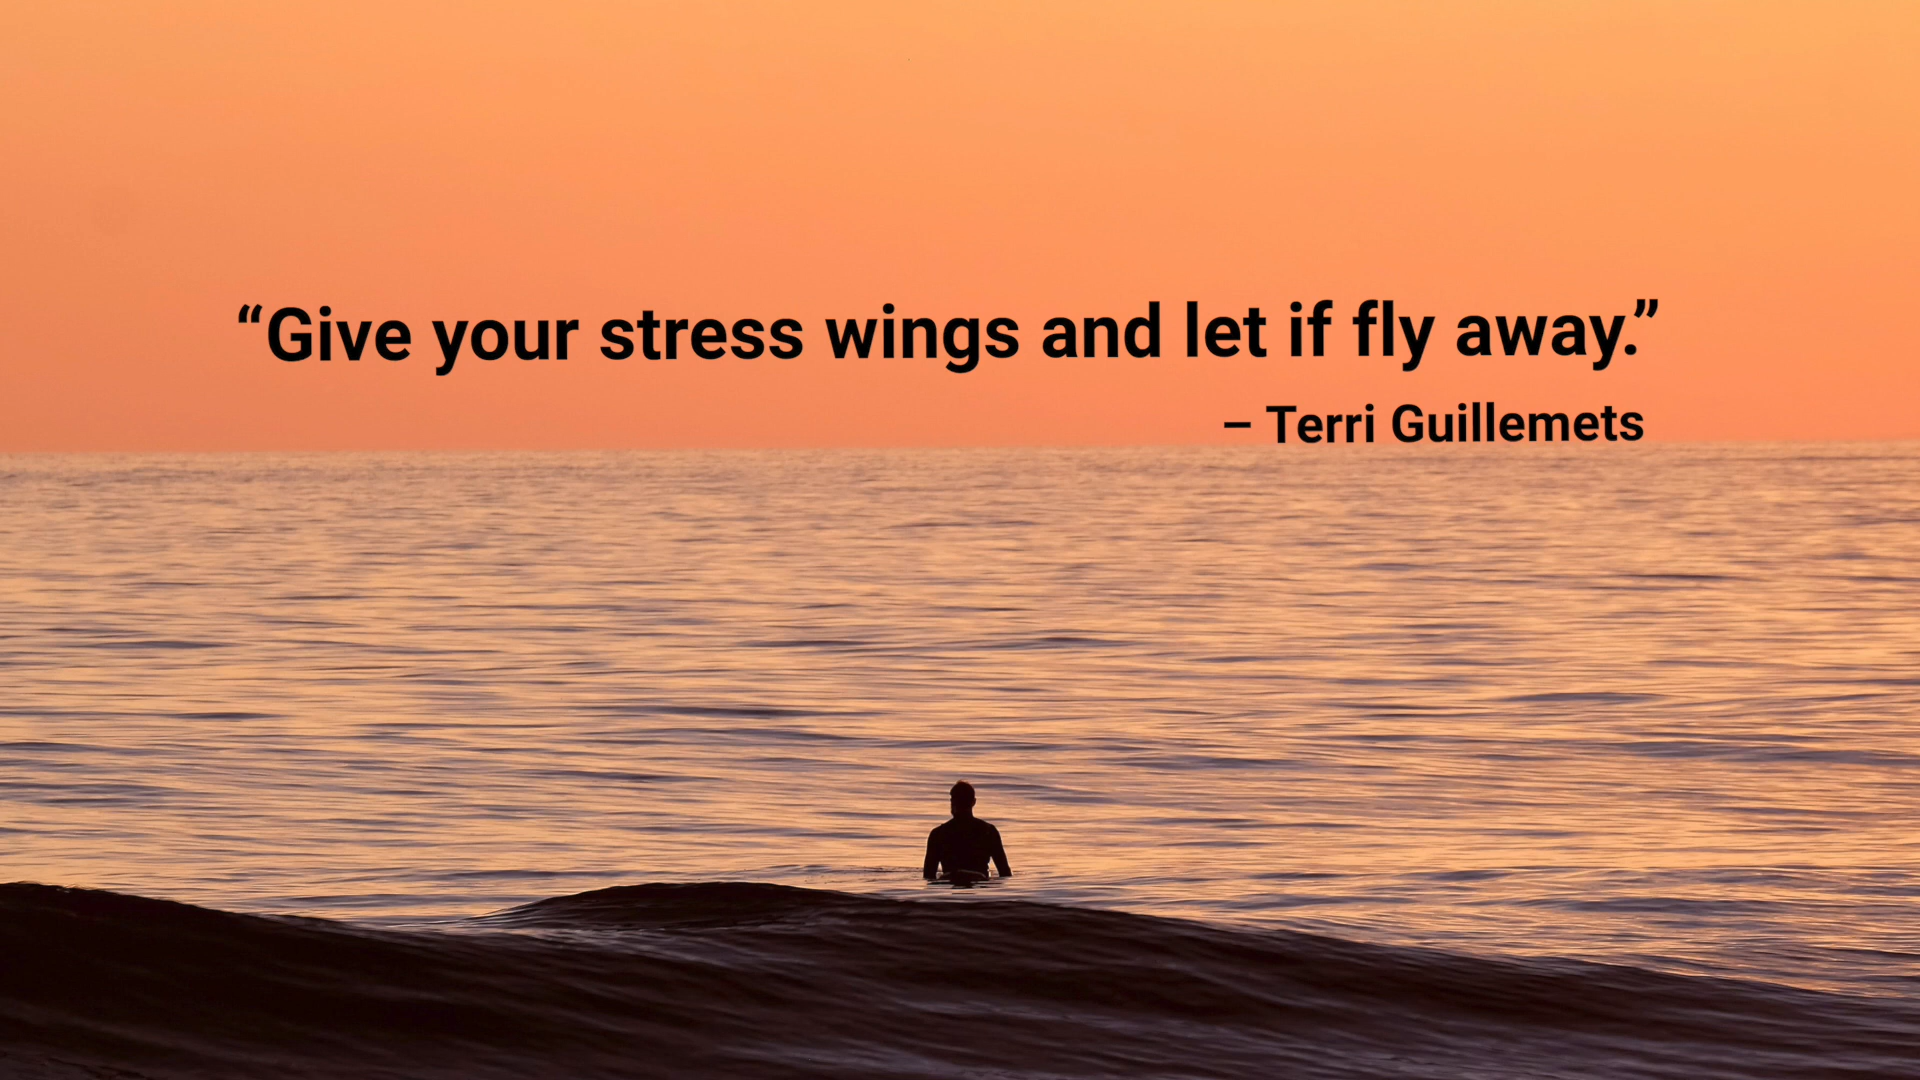 “Give your stress wings and let if fly away.”
– Terri Guillemets